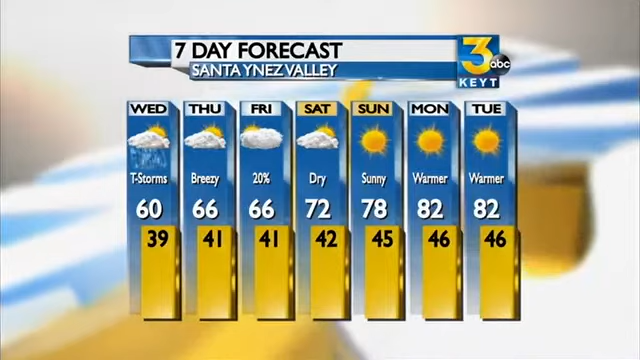 7 DAY FORECAST
SANTA YNEZ VALLEY
3
abc
KEYT
WED THU FRI SAT SUN MON TUE
T-Storms Breezy 20% Dry Sunny Warmer Warmer
60 66 66 72 78 82 82
39 41 41 42 45 46 46